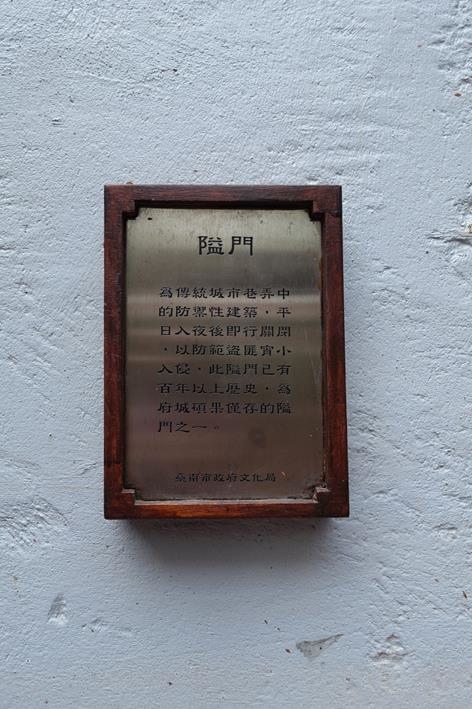 隘門
為傳統城市巷弄中
的防禦性建築，平
日入夜後即行關閉
，以防範盜匪宵小
入侵，此隘門已有
百年以上歷史，為
府城碩果僅存的隘
門之一。
臺南市政府文化局